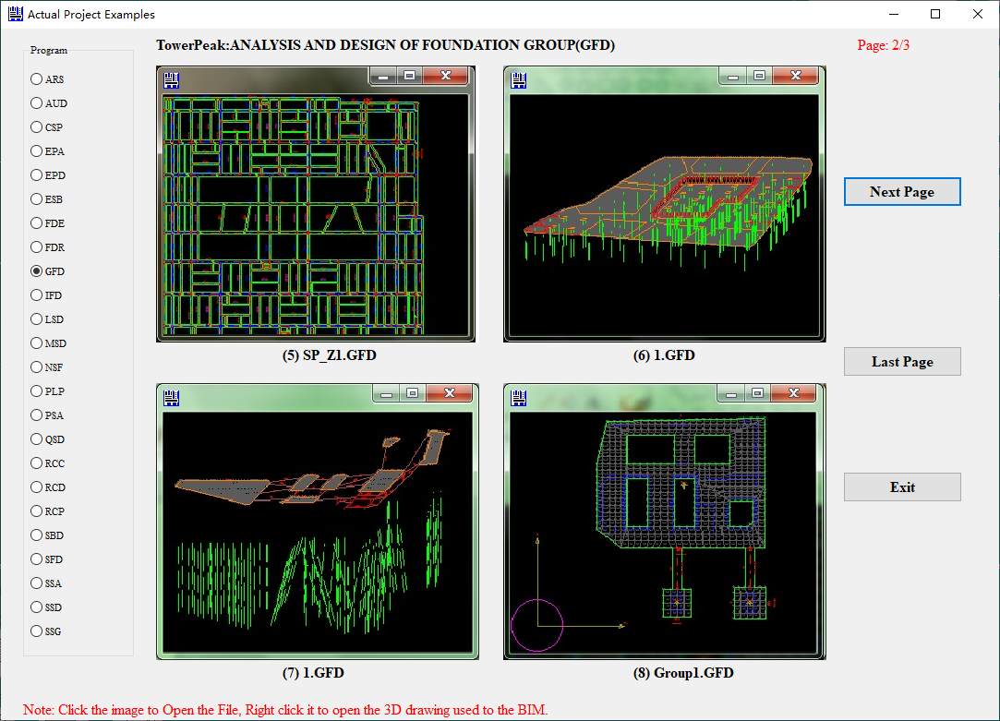 Actual Project Examples
Program
ARS
AUD
CSP
EPA
EPD
ESB
FDE
FDR
GFD
IFD
LSD
MSD
NSF
PLP
PSA
QSD
RCC
RCD
RCP
SBD
SFD
SSA
SSD
SSG
TowerPeak:ANALYSIS AND DESIGN OF FOUNDATION GROUP(GFD)
Page: 2/3
(5) SP_Z1.GFD
(6) 1.GFD
(7) 1.GFD
(8) Group1.GFD
Next Page
Last Page
Exit
Note: Click the image to Open the File, Right click it to open the 3D drawing used to the BIM.